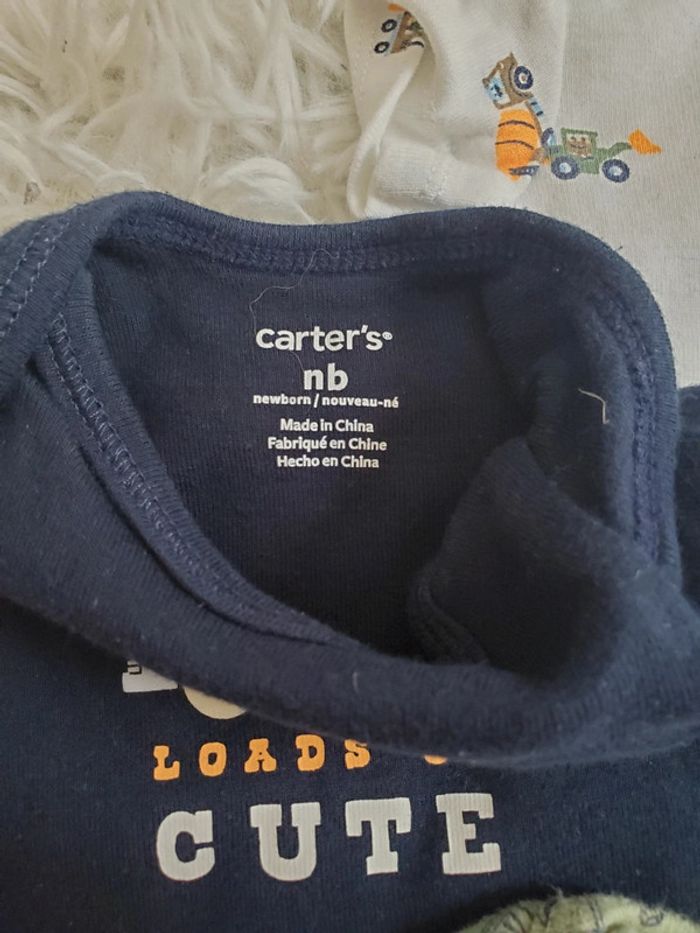 carter's®
nb
newborn / nouveau-né
Made in China
Fabriqué en Chine
Hecho en China
LOADS
CUTE